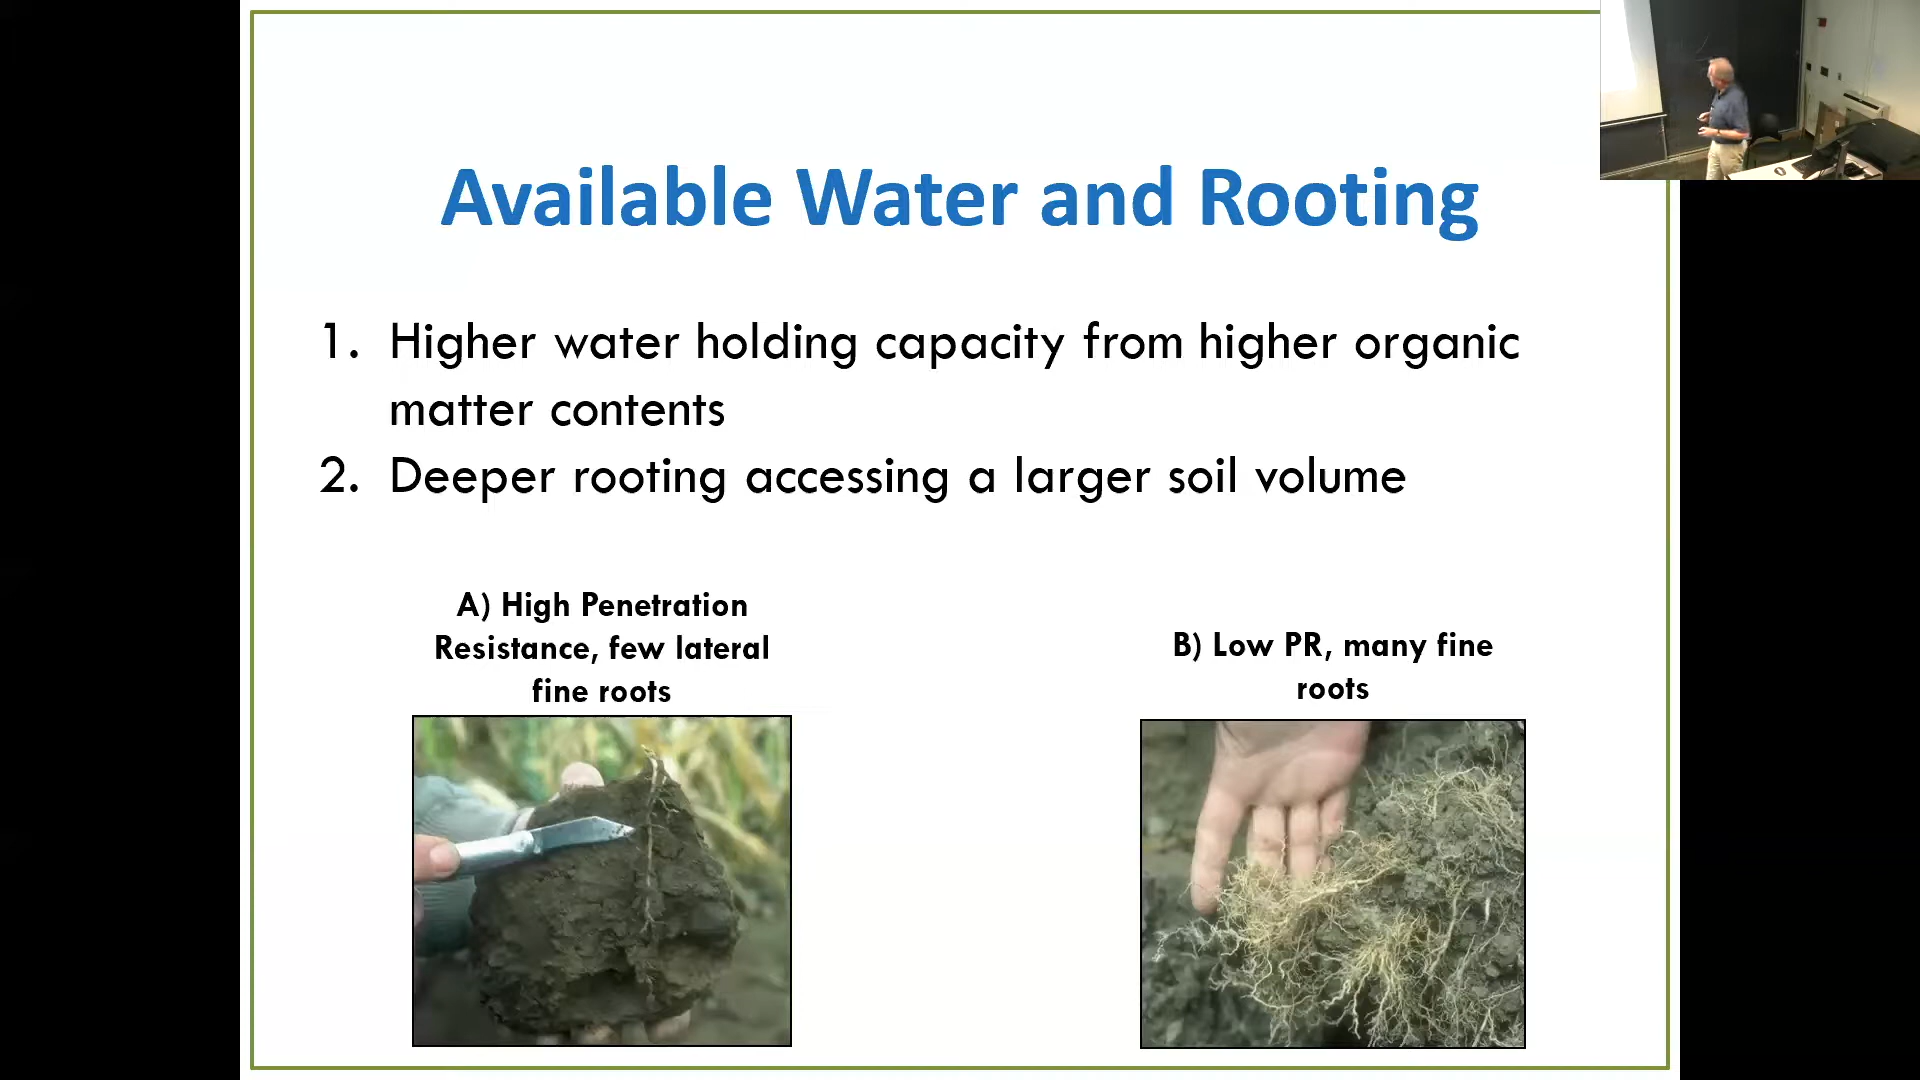 Available Water and Rooting
1. Higher water holding capacity from higher organic
matter contents
2. Deeper rooting accessing a larger soil volume
A) High Penetration
Resistance, few lateral
fine roots
B) Low PR, many fine
roots